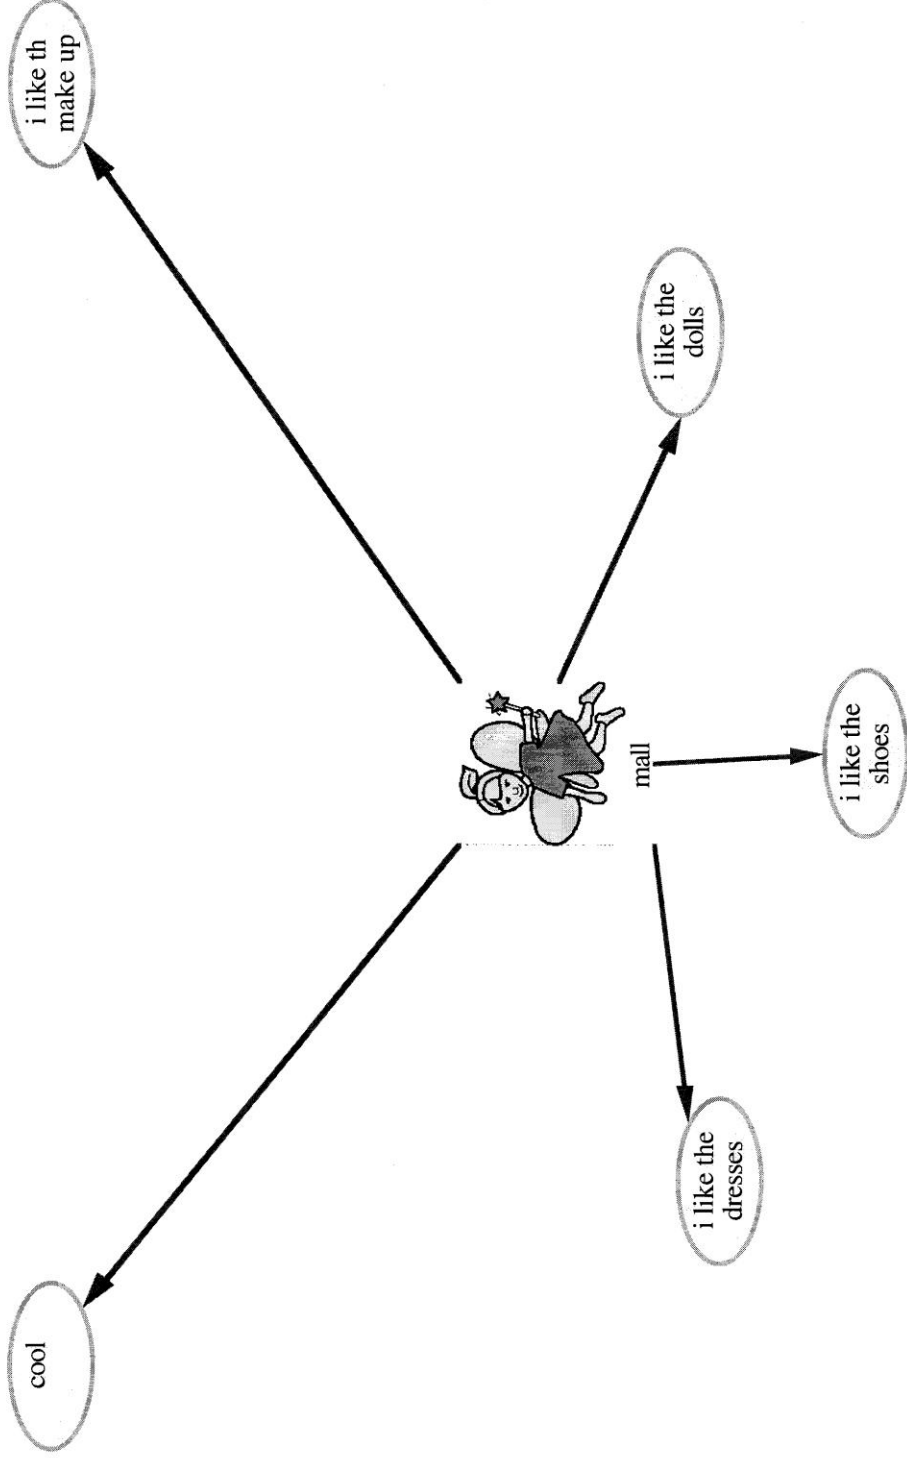 cool
i like th
make up
mall
i like the
dresses
i like the
shoes
i like the
dolls